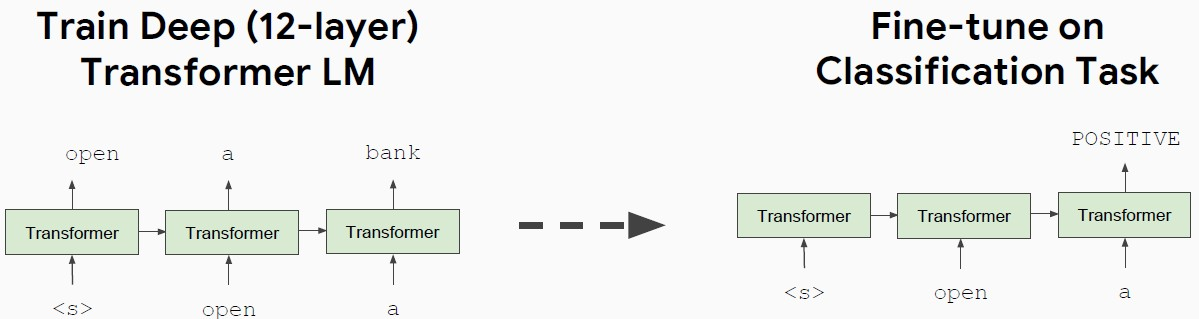 Train Deep (12-layer)
Transformer LM
open a bank
Transformer Transformer Transformer
<s> open a
Fine-tune on
Classification Task
POSITIVE
Transformer Transformer Transformer
<s> open a